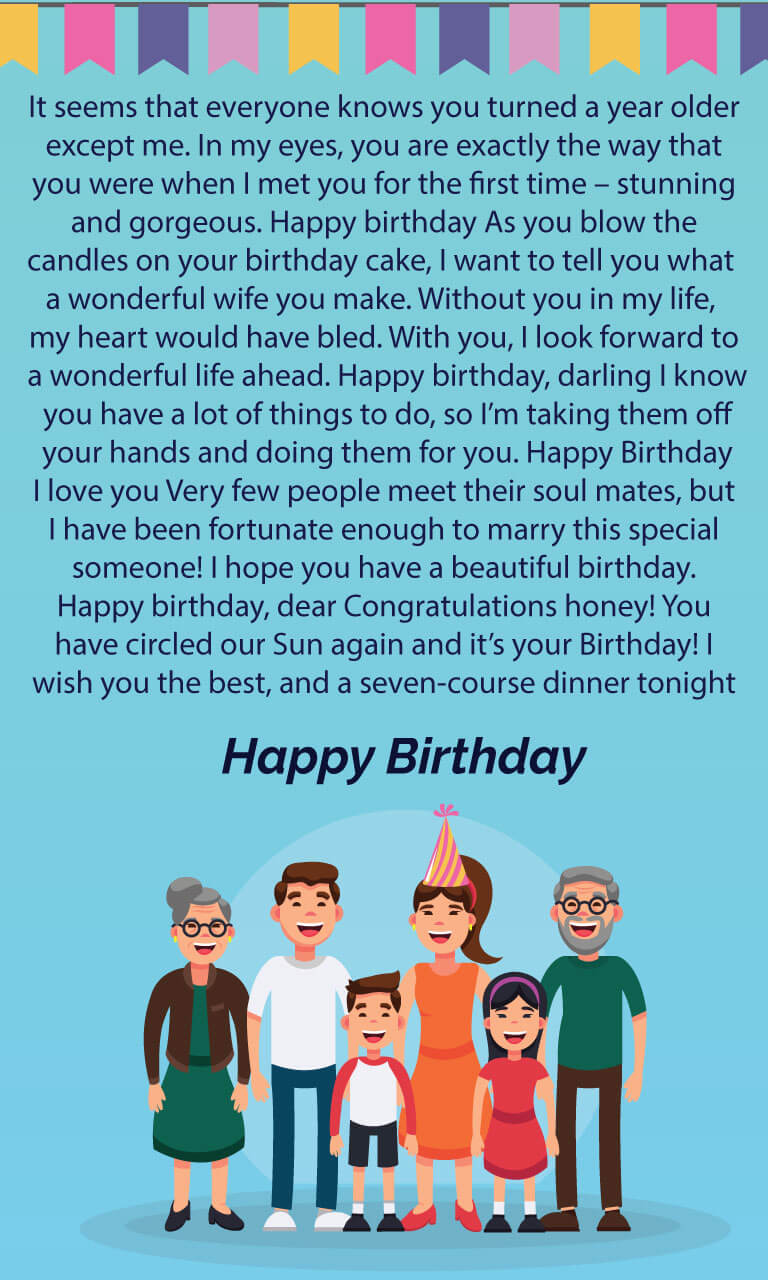 It seems that everyone knows you turned a year older
except me. In my eyes, you are exactly the way that
you were when I met you for the first time – stunning
and gorgeous. Happy birthday As you blow the
candles on your birthday cake, I want to tell you what
a wonderful wife you make. Without you in my life,
my heart would have bled. With you, I look forward to
a wonderful life ahead. Happy birthday, darling I know
you have a lot of things to do, so I’m taking them off
your hands and doing them for you. Happy Birthday
I love you Very few people meet their soul mates, but
I have been fortunate enough to marry this special
someone! I hope you have a beautiful birthday.
Happy birthday, dear Congratulations honey! You
have circled our Sun again and it’s your Birthday! I
wish you the best, and a seven-course dinner tonight
Happy Birthday